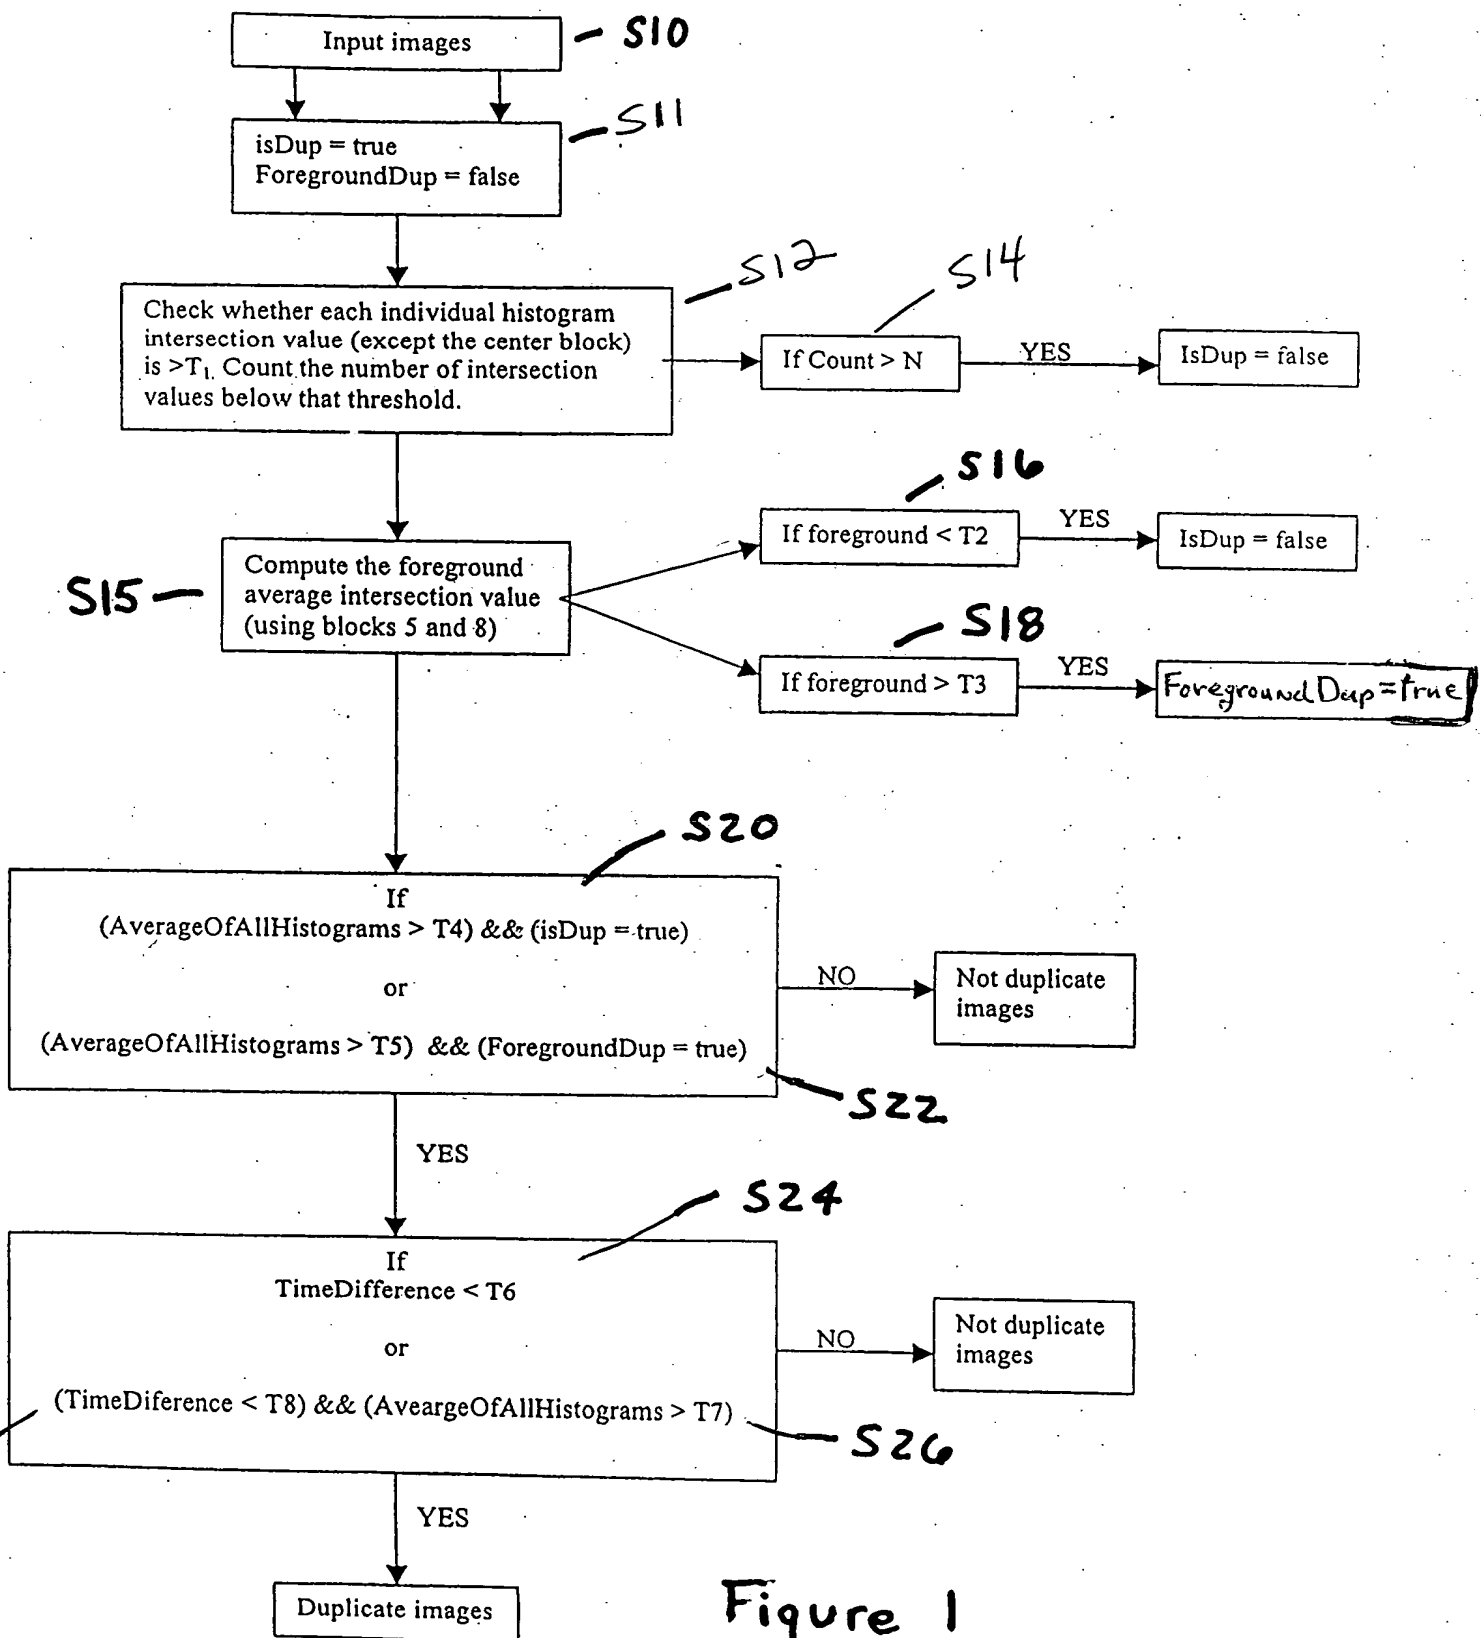 Input images
S10
isDup = true
ForegroundDup = false
S11
Check whether each individual histogram
intersection value (except the center block)
is >T1. Count the number of intersection
values below that threshold.
S12
If Count > N
S14
YES
IsDup = false
S15
Compute the foreground
average intersection value
(using blocks 5 and 8)
If foreground < T2
S16
YES
IsDup = false
If foreground > T3
S18
YES
ForegroundDup = true
S20
If
(AverageOfAllHistograms > T4) && (isDup = true)
or
(AverageOfAllHistograms > T5) && (ForegroundDup = true)
S22
NO
Not duplicate
images
YES
S24
If
TimeDifference < T6
or
(TimeDiference < T8) && (AveargeOfAllHistograms > T7)
S26
NO
Not duplicate
images
YES
Duplicate images
Figure 1